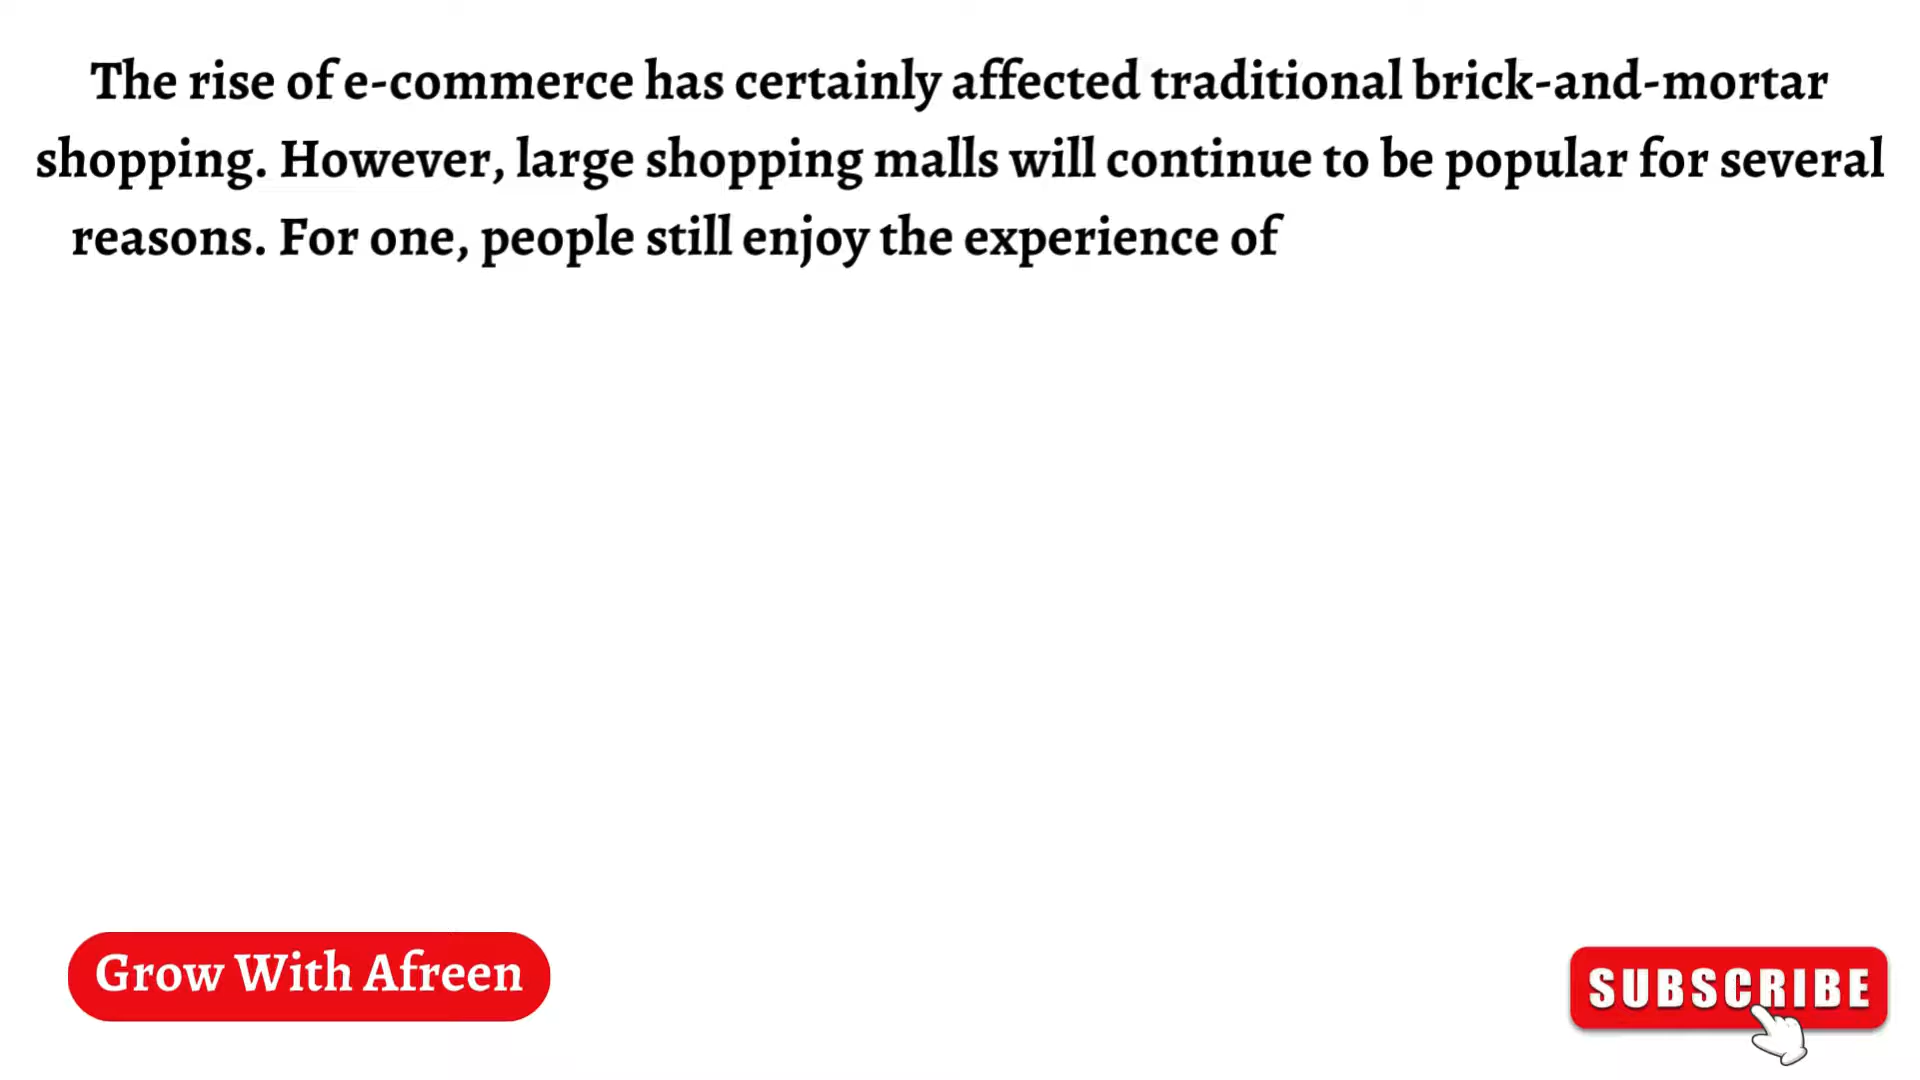 The rise of e-commerce has certainly affected traditional brick-and-mortar
shopping. However, large shopping malls will continue to be popular for several
reasons. For one, people still enjoy the experience of
Grow With Afreen
SUBSCRIBE